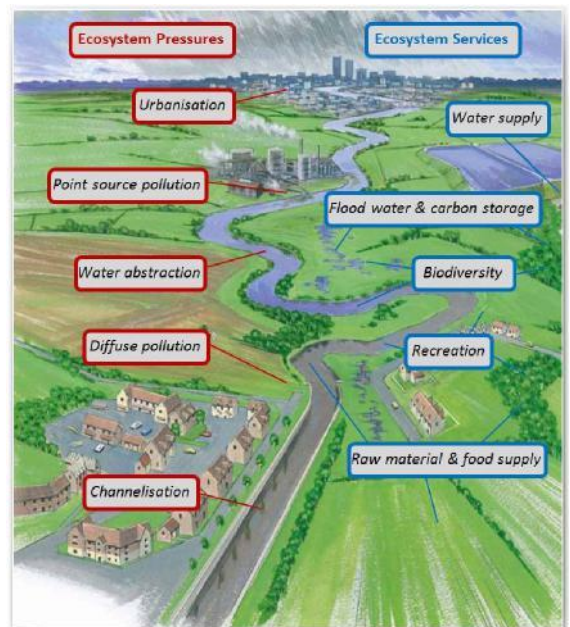 Ecosystem Pressures
Ecosystem Services
Urbanisation
Water supply
Point source pollution
Flood water & carbon storage
Water abstraction
Biodiversity
Diffuse pollution
Recreation
Raw material & food supply
Channelisation